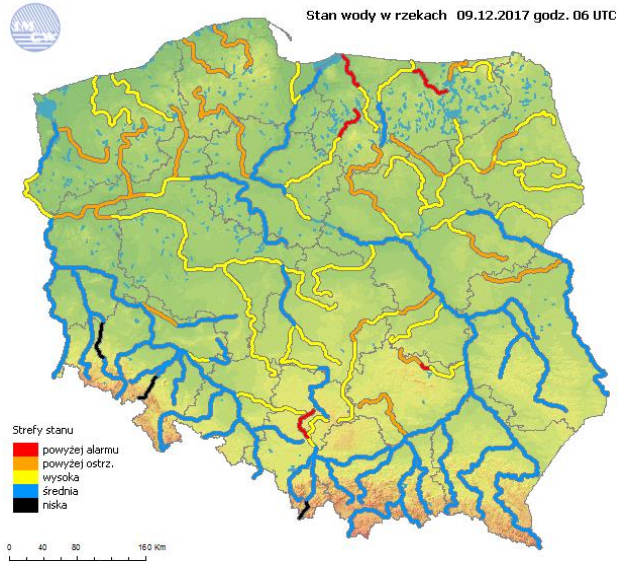 Stan wody w rzekach 09.12.2017 godz. 06 UTC
Strefy stanu
powyżej alarmu
powyżej ostrz.
wysoka
średnia
niska
0 40 80 160 Km